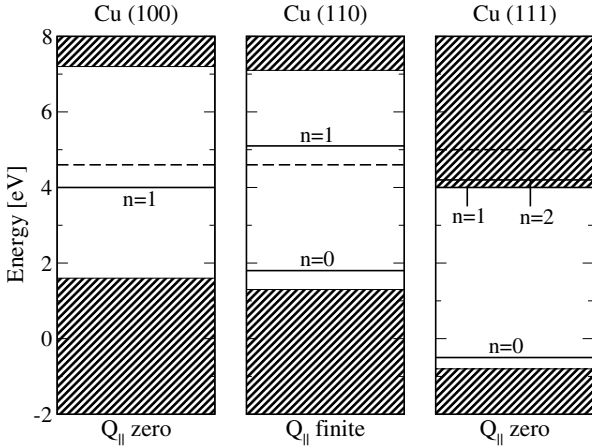 Cu (100) Cu (110) Cu (111)
8
6
4
2
0
-2
Energy [eV]
n=1
n=1
n=0
n=1 n=2
n=0
Q|| zero Q|| finite Q|| zero